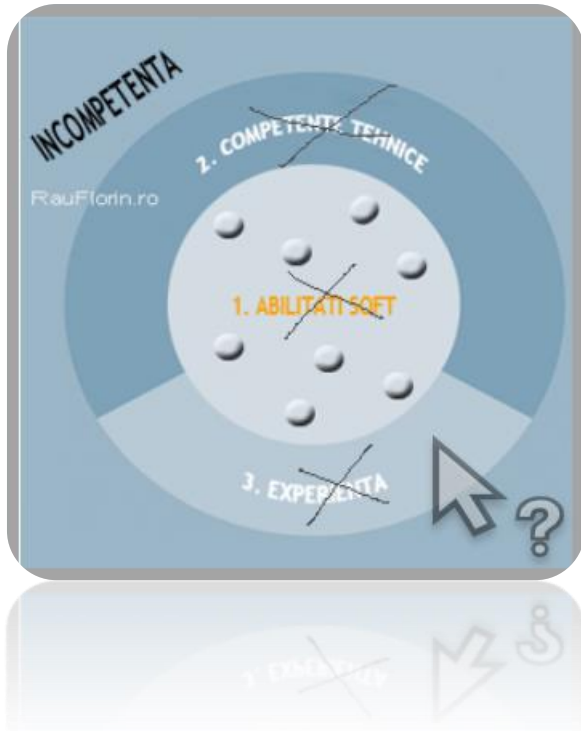 INCOMPETENTA
2. COMPETENTE TEHNICE
RauFlorin.ro
1. ABILITATI SOFT
3. EXPERIENTA
?